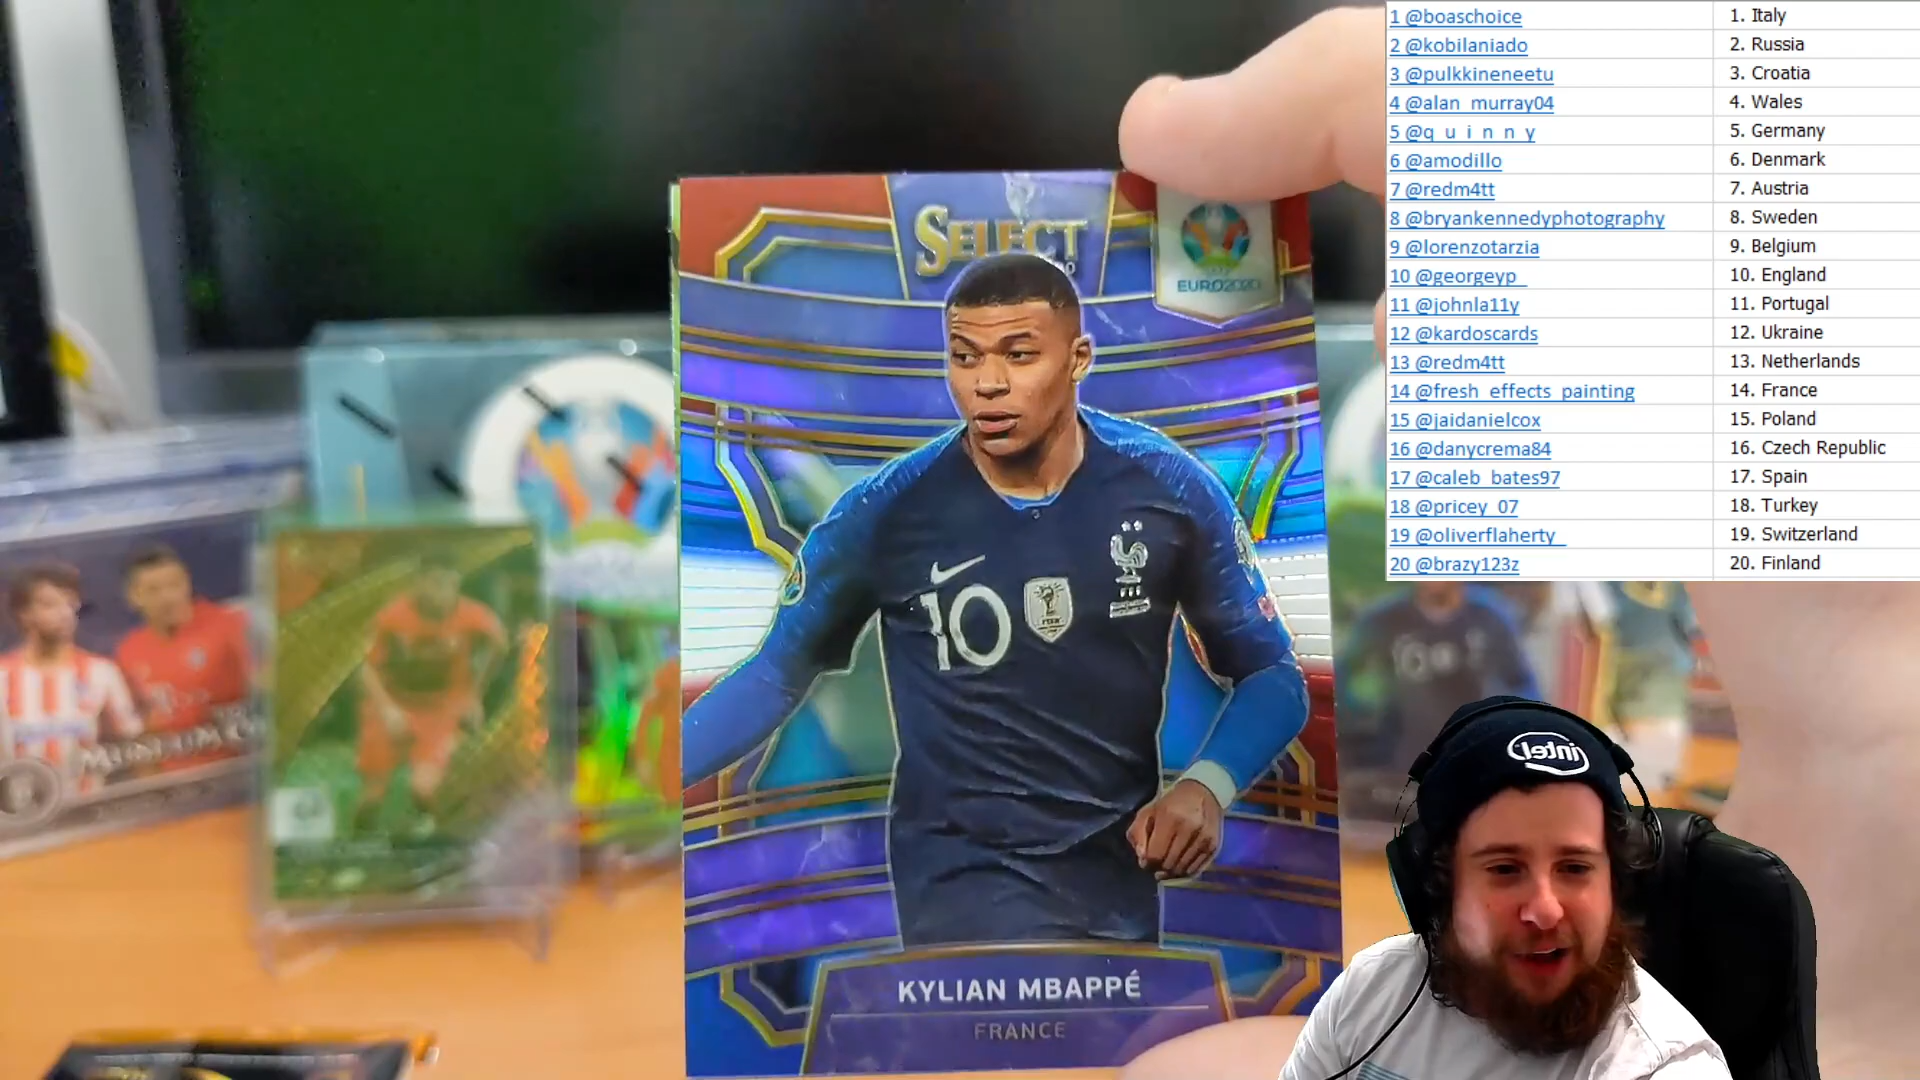 SELECT
EURO2020
10
KYLIAN MBAPPÉ
FRANCE
intel
1 @boaschoice 1. Italy
2 @kobilaniado 2. Russia
3 @pulkkineneetu 3. Croatia
4 @alan_murray04 4. Wales
5 @q_u_i_n_n_y 5. Germany
6 @amodillo 6. Denmark
7 @redm4tt 7. Austria
8 @bryankennedyphotography 8. Sweden
9 @lorenzotarzia 9. Belgium
10 @georgeyp_ 10. England
11 @johnla11y 11. Portugal
12 @kardoscards 12. Ukraine
13 @redm4tt 13. Netherlands
14 @fresh_effects_painting 14. France
15 @jaidanielcox 15. Poland
16 @danycrema84 16. Czech Republic
17 @caleb_bates97 17. Spain
18 @pricey_07 18. Turkey
19 @oliverflaherty_ 19. Switzerland
20 @brazy123z 20. Finland